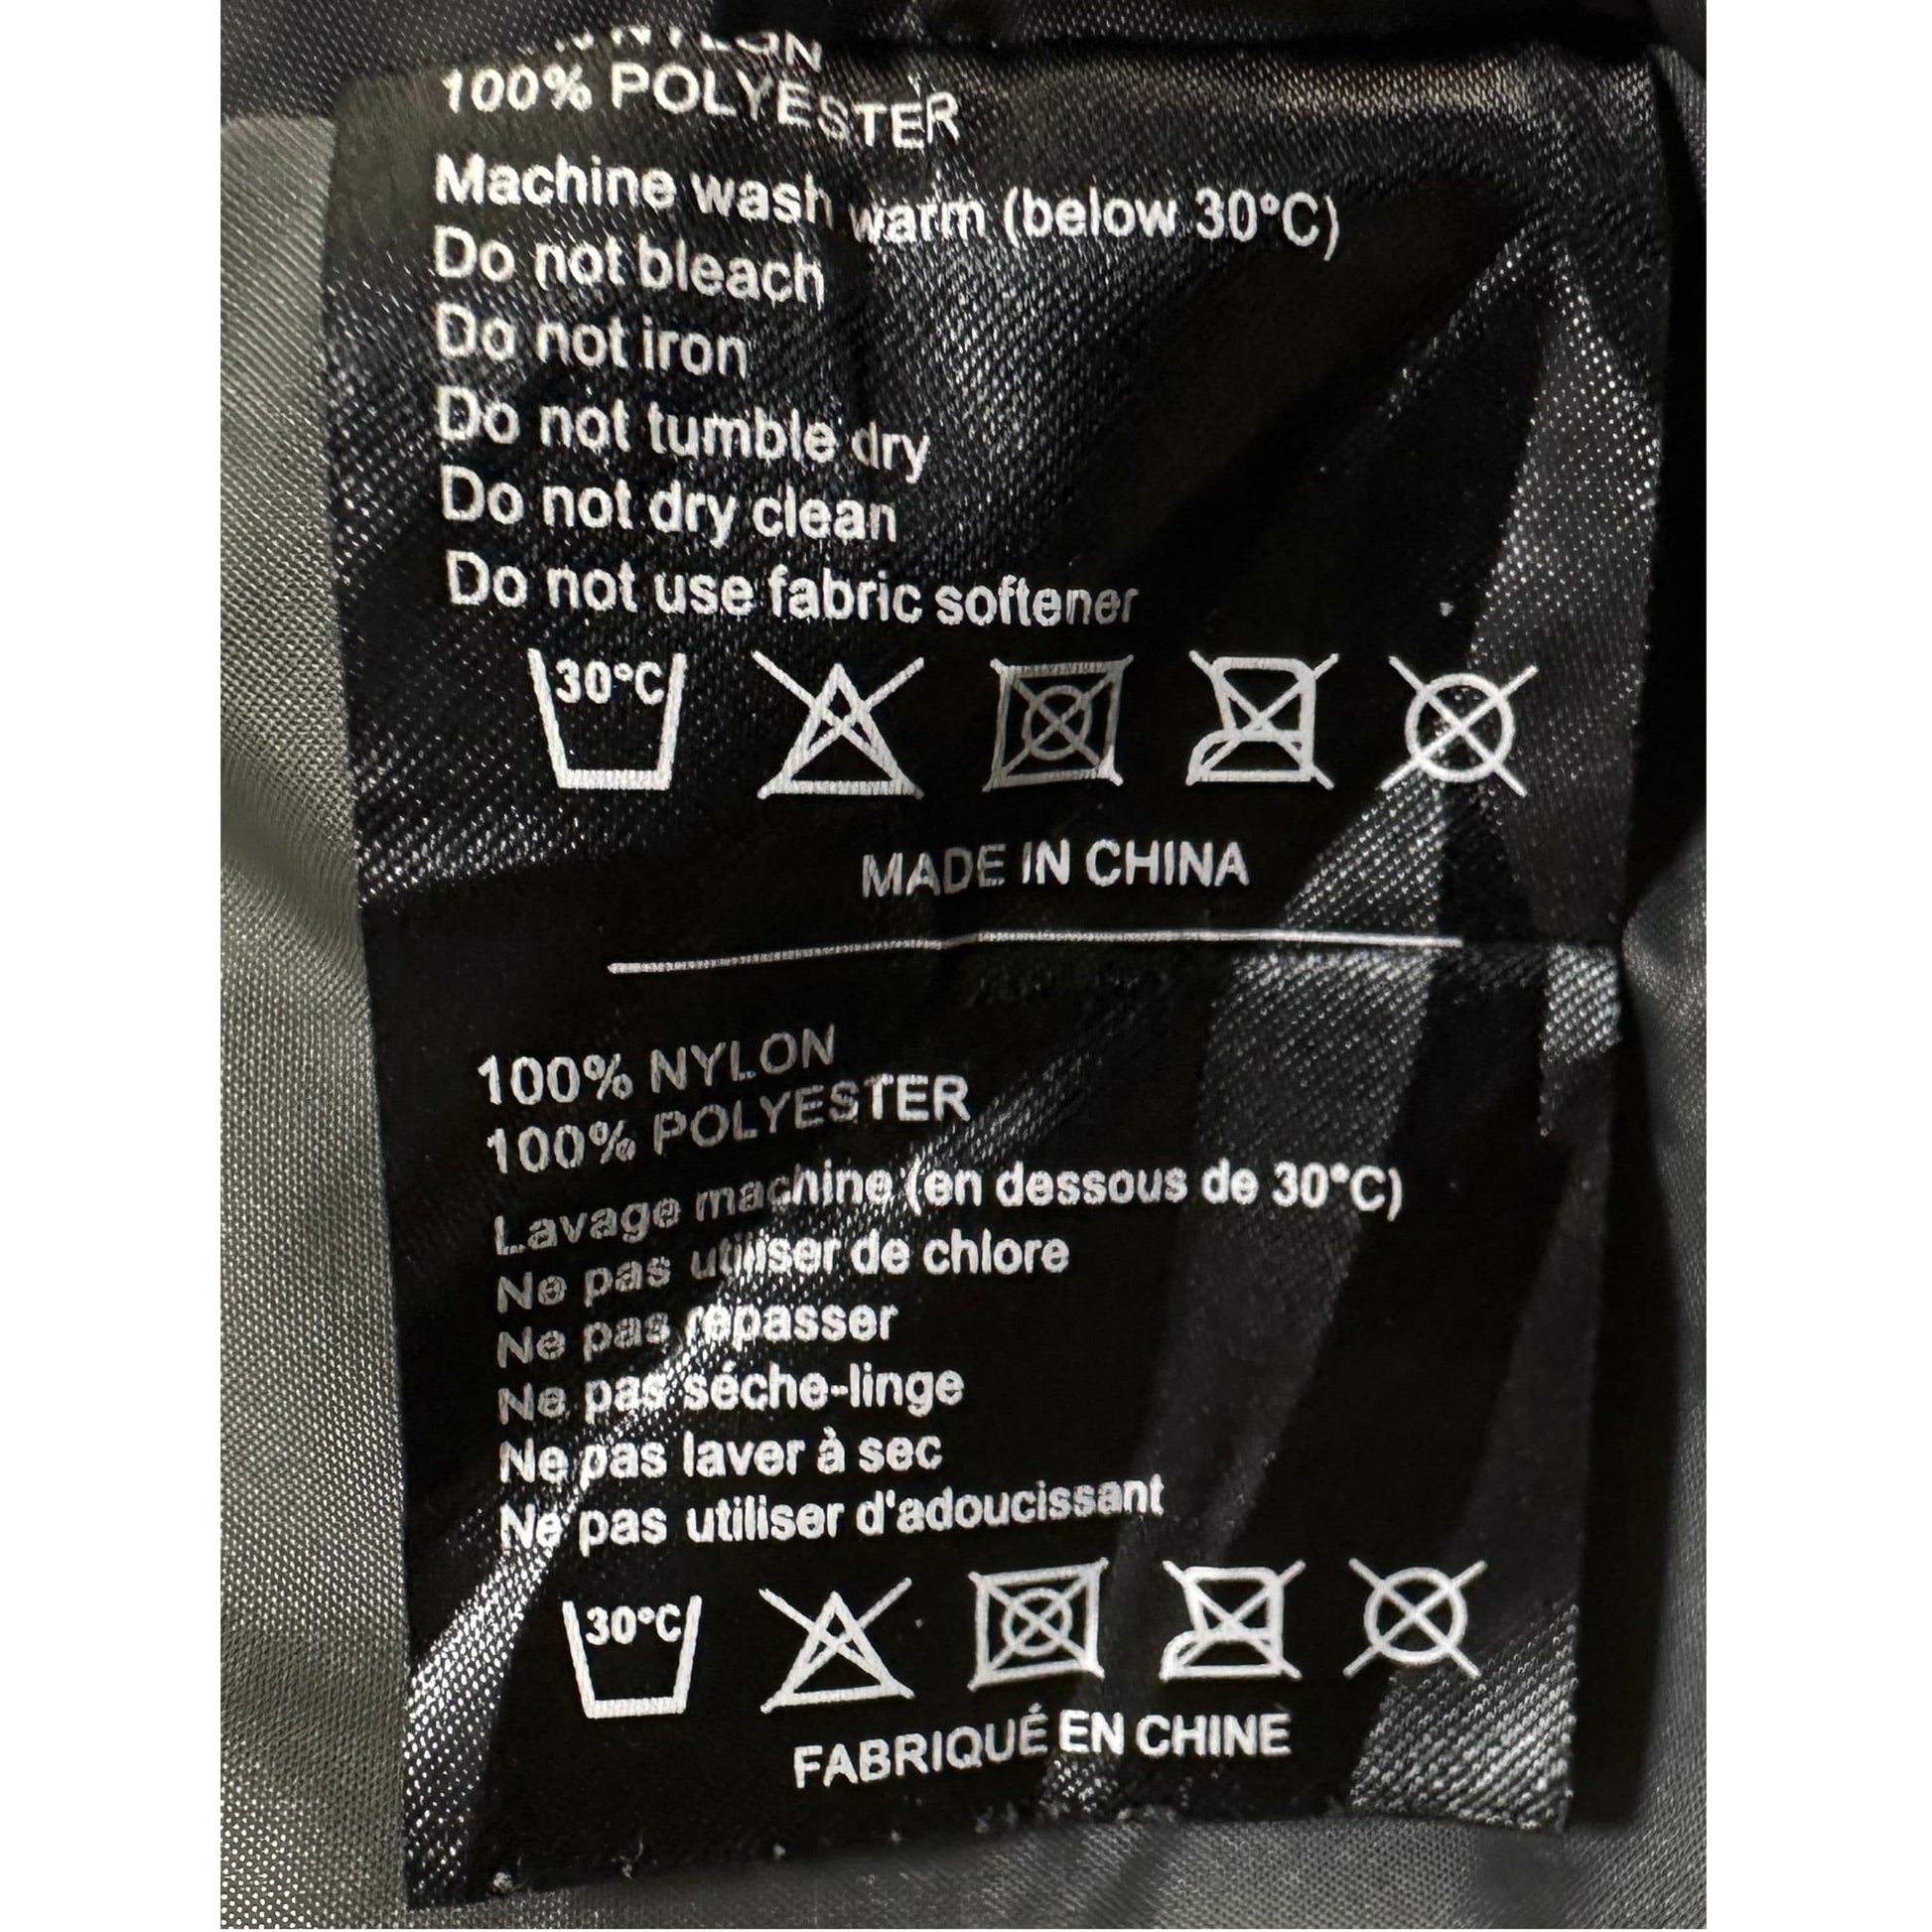 NYLON
100% POLYESTER
Machine wash warm (below 30°C)
Do not bleach
Do not iron
Do not tumble dry
Do not dry clean
Do not use fabric softener
30°C
MADE IN CHINA
100% NYLON
100% POLYESTER
Lavage machine (en dessous de 30°C)
Ne pas utiliser de chlore
Ne pas repasser
Ne pas séche-linge
Ne pas laver à sec
Ne pas utiliser d'adoucissant
30°C
FABRIQUÉ EN CHINE